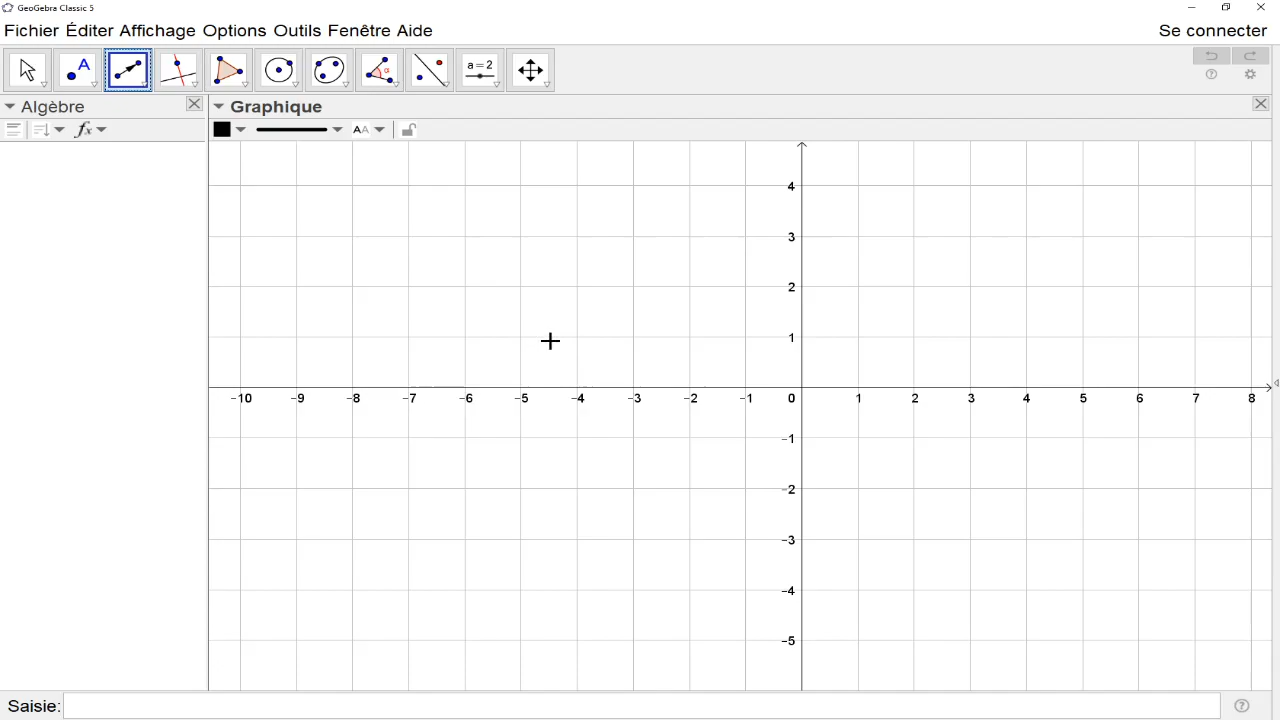 GeoGebra Classic 5
Fichier Éditer Affichage Options Outils Fenêtre Aide
Se connecter
A
α
a = 2
Algèbre
Graphique
fx
AA
4
3
2
1
−10 −9 −8 −7 −6 −5 −4 −3 −2 −1 0 1 2 3 4 5 6 7 8
−1
−2
−3
−4
−5
Saisie: